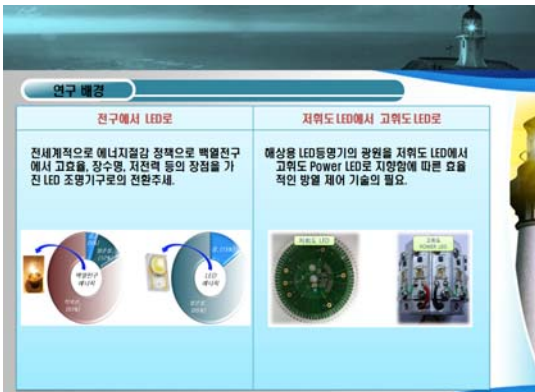 연구 배경
전구에서 LED로
저휘도 LED에서 고휘도 LED로
전세계적으로 에너지절감 정책으로 백열전구
에서 고효율, 장수명, 저전력 등의 장점을 가
진 LED 조명기구로의 전환추세.
해상용 LED등명기의 광원을 저휘도 LED에서
고휘도 Power LED로 지향함에 따른 효율
적인 방열 제어 기술의 필요.
백열전구
에너지
LED
에너지
저휘도 LED
고휘도
POWER LED